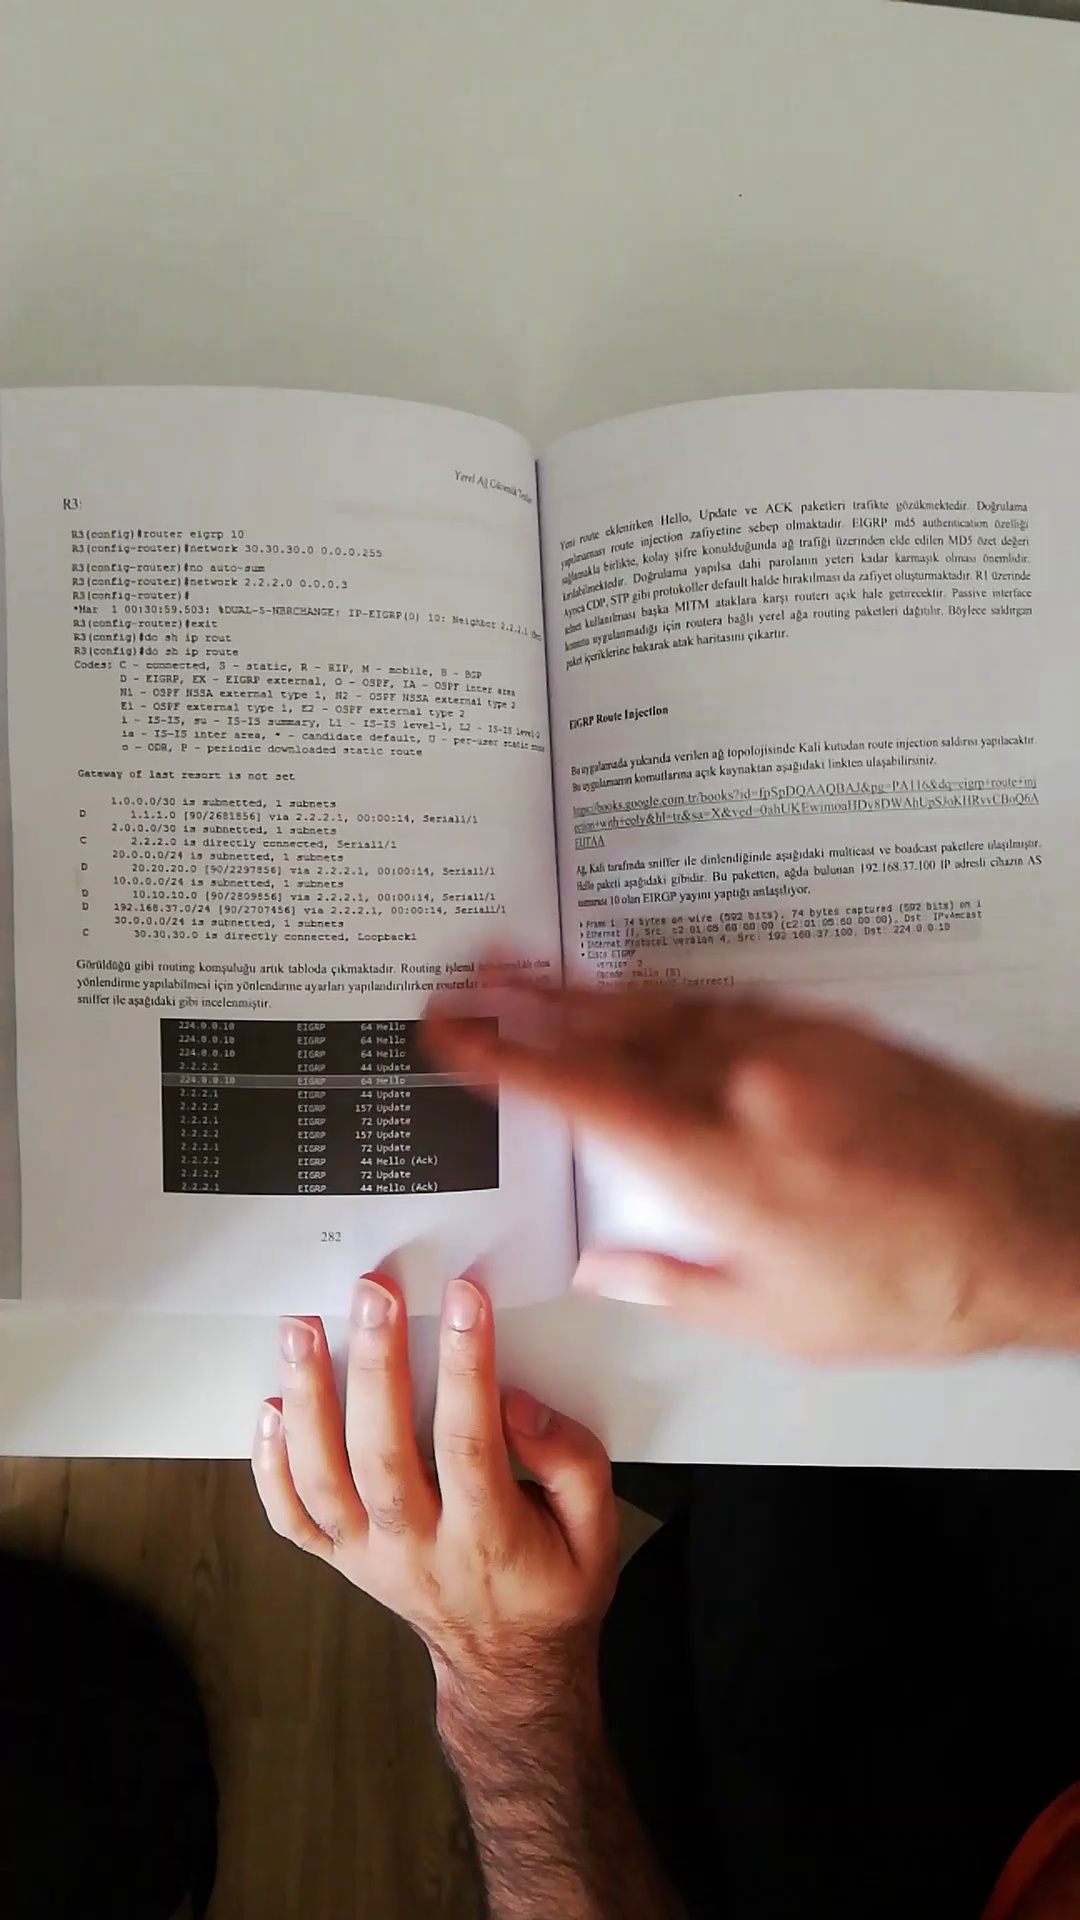 Yerel Ağ Güvenlik
R3:
R3(config)#router eigrp 10
R3(config-router)#network 30.30.30.0 0.0.0.255
R3(config-router)#no auto-sum
R3(config-router)#network 2.2.2.0 0.0.0.3
R3(config-router)#
*Mar 1 00:30:59.503: %DUAL-5-NBRCHANGE: IP-EIGRP(0) 10: Neighbor 2.2.2.1
R3(config-router)#exit
R3(config)#do sh ip rout
R3(config)#do sh ip route
Codes: C - connected, S - static, R - RIP, M - mobile, B - BGP
D - EIGRP, EX - EIGRP external, O - OSPF, IA - OSPF inter area
N1 - OSPF NSSA external type 1, N2 - OSPF NSSA external type 2
E1 - OSPF external type 1, E2 - OSPF external type 2
i - IS-IS, su - IS-IS summary, L1 - IS-IS level-1, L2 - IS-IS level-2
ia - IS-IS inter area, * - candidate default, U - per-user static
o - ODR, P - periodic downloaded static route
Gateway of last resort is not set
1.0.0.0/30 is subnetted, 1 subnets
D 1.1.1.0 [90/2681856] via 2.2.2.1, 00:00:14, Serial1/1
2.0.0.0/30 is subnetted, 1 subnets
C 2.2.2.0 is directly connected, Serial1/1
20.0.0.0/24 is subnetted, 1 subnets
D 20.20.20.0 [90/2297856] via 2.2.2.1, 00:00:14, Serial1/1
10.0.0.0/24 is subnetted, 1 subnets
D 10.10.10.0 [90/2809856] via 2.2.2.1, 00:00:14, Serial1/1
D 192.168.37.0/24 [90/2707456] via 2.2.2.1, 00:00:14, Serial1/1
30.0.0.0/24 is subnetted, 1 subnets
C 30.30.30.0 is directly connected, Loopback1
Görüldüğü gibi routing komşuluğu artık tabloda çıkmaktadır. Routing işlemi
yönlendirme yapılabilmesi için yönlendirme ayarları yapılandırılırken routerlar
sniffer ile aşağıdaki gibi incelenmiştir.
224.0.0.10 EIGRP 64 Hello
224.0.0.10 EIGRP 64 Hello
224.0.0.10 EIGRP 64 Hello
2.2.2.2 EIGRP 44 Update
224.0.0.10 EIGRP 64 Hello
2.2.2.1 EIGRP 44 Update
2.2.2.2 EIGRP 157 Update
2.2.2.1 EIGRP 72 Update
2.2.2.2 EIGRP 157 Update
2.2.2.1 EIGRP 72 Update
2.2.2.2 EIGRP 44 Hello (Ack)
2.2.2.2 EIGRP 72 Update
2.2.2.1 EIGRP 44 Hello (Ack)
282
Yeni route eklenirken Hello, Update ve ACK paketleri trafikte gözükmektedir. Doğrulama
yapılmaması route injection zafiyetine sebep olmaktadır. EIGRP md5 authentication özelliği
sağlamakla birlikte, kolay şifre konulduğunda ağ trafiği üzerinden elde edilen MD5 özet değeri
kırılabilmektedir. Doğrulama yapılsa dahi parolanın yeteri kadar karmaşık olması önemlidir.
Ayrıca CDP, STP gibi protokoller default halde bırakılması da zafiyet oluşturmaktadır. R1 üzerinde
telnet kullanılması başka MITM ataklara karşı routerı açık hale getirecektir. Passive interface
komutu uygulanmadığı için routera bağlı yerel ağa routing paketleri dağıtılır. Böylece saldırgan
paket içeriklerine bakarak atak haritasını çıkartır.
EIGRP Route Injection
Bu uygulamada yukarıda verilen ağ topolojisinde Kali kutudan route injection saldırısı yapılacaktır.
Bu uygulamanın komutlarına açık kaynaktan aşağıdaki linkten ulaşabilirsiniz.
https://books.google.com.tr/books?id=fpSpDQAAQBAJ&pg=PA116&dq=eigrp+route+inj
ection+with+coly&hl=tr&sa=X&ved=0ahUKEwimoaHDy8DWAhUpSJoKHRvvCBoQ6A
EIJTAA
Ağ, Kali tarafında sniffer ile dinlendiğinde aşağıdaki multicast ve boadcast paketlere ulaşılmıştır.
Hello paketi aşağıdaki gibidir. Bu paketten, ağda bulunan 192.168.37.100 IP adresli cihazın AS
numarası 10 olan EIRGP yayını yaptığı anlaşılıyor.
Frame 1: 74 bytes on wire (592 bits), 74 bytes captured (592 bits) on i
Ethernet II, Src: c2:01:05:60:00:00 (c2:01:05:60:00:00), Dst: IPv4mcast
Internet Protocol Version 4, Src: 192.168.37.100, Dst: 224.0.0.10
Cisco EIGRP
Version: 2
Opcode: Hello (5)
[correct]